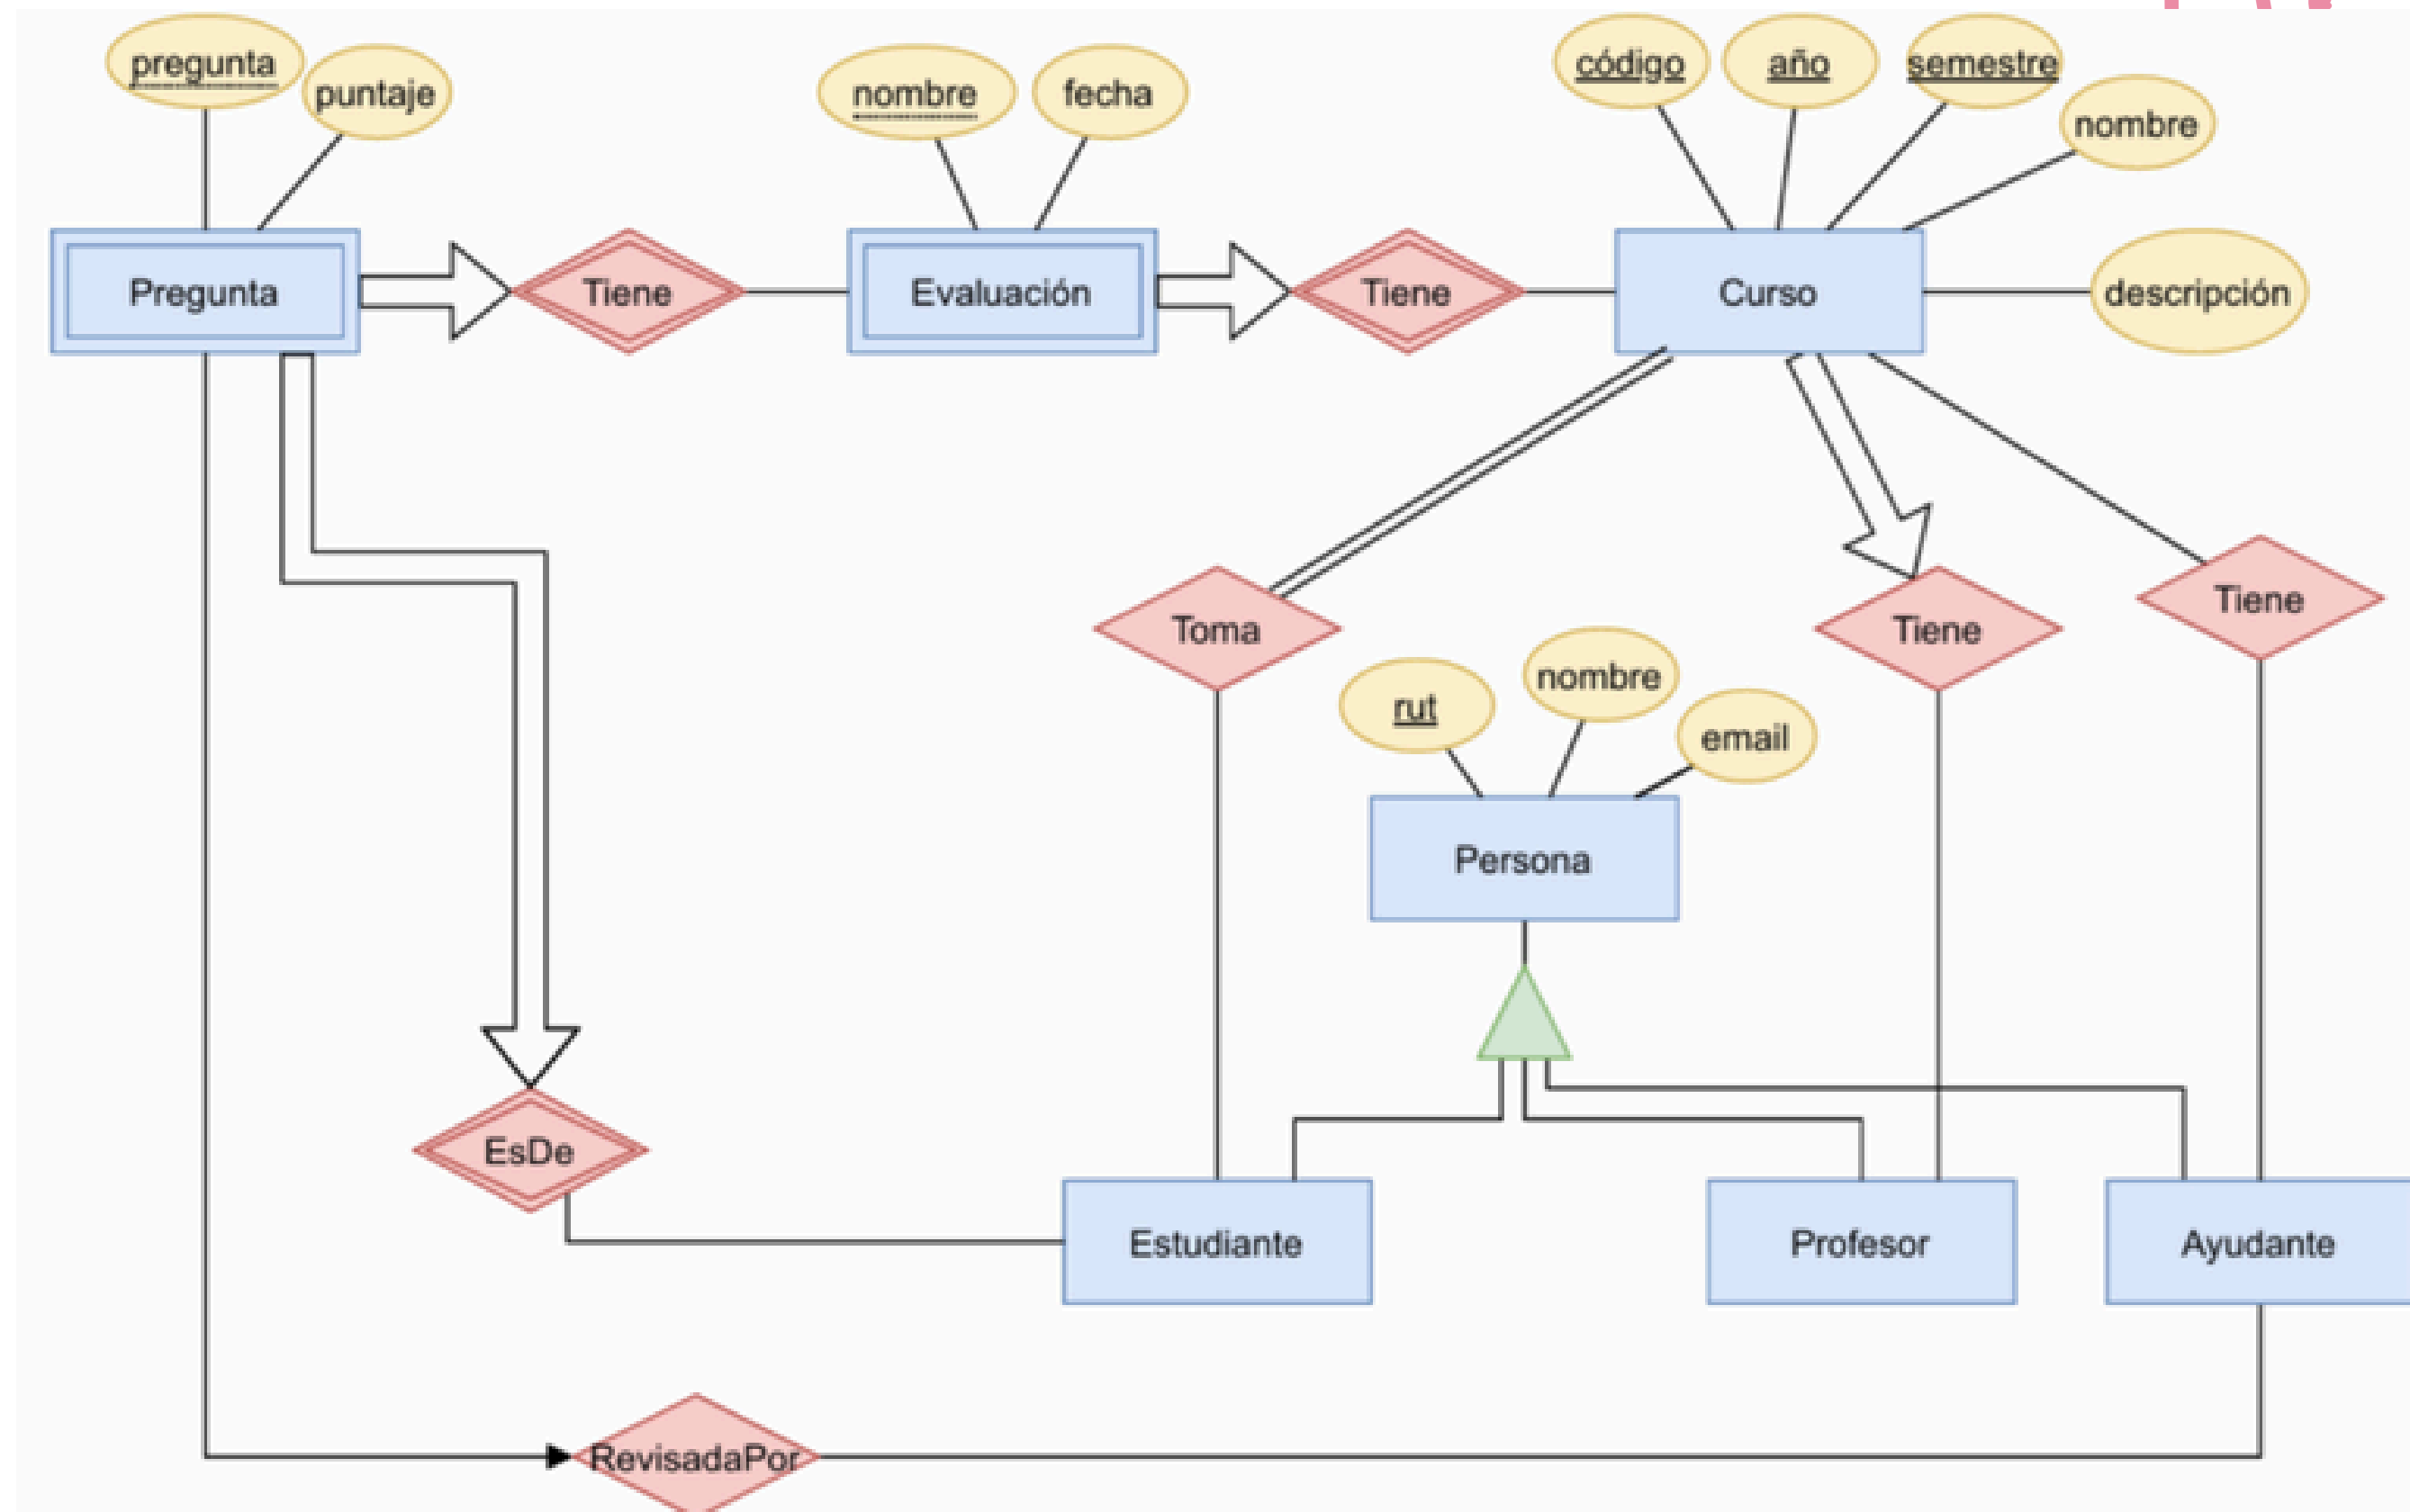 pregunta
puntaje
nombre
fecha
código
año
semestre
nombre
Pregunta
Tiene
Evaluación
Tiene
Curso
descripción
Toma
Tiene
Tiene
rut
nombre
email
Persona
EsDe
Estudiante
Profesor
Ayudante
RevisadaPor